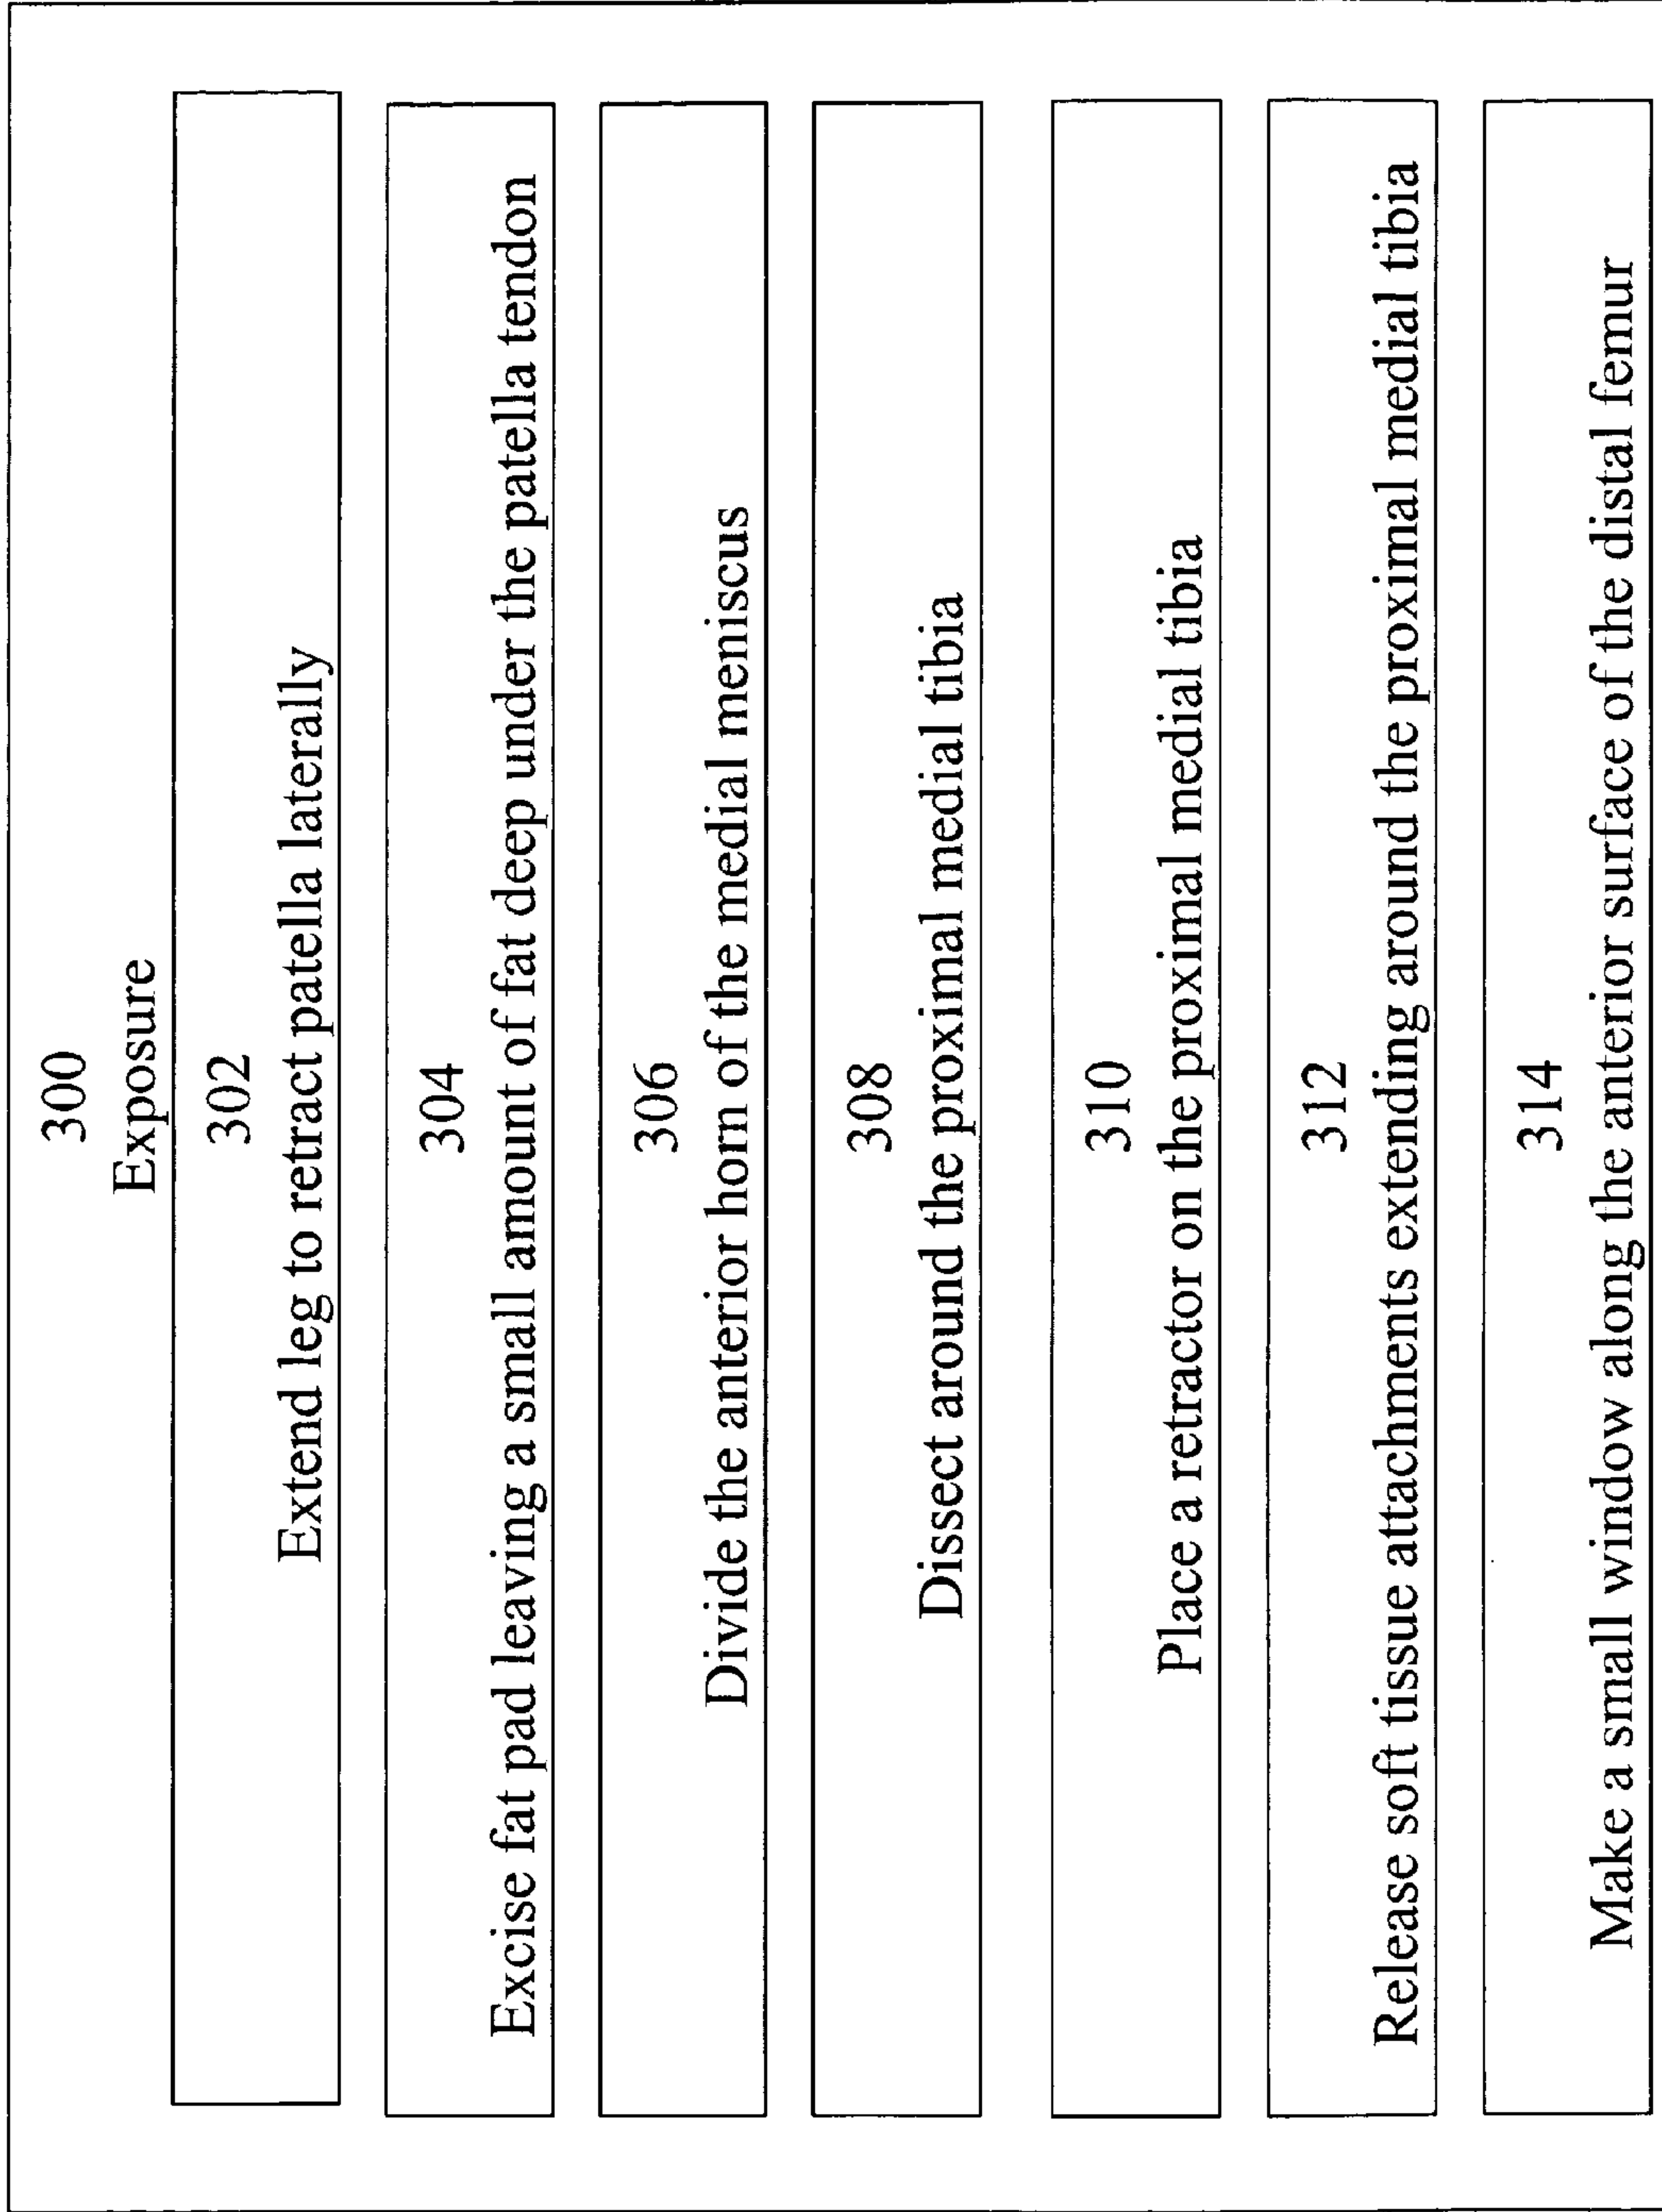 300
Exposure
302
Extend leg to retract patella laterally
304
Excise fat pad leaving a small amount of fat deep under the patella tendon
306
Divide the anterior horn of the medial meniscus
308
Dissect around the proximal medial tibia
310
Place a retractor on the proximal medial tibia
312
Release soft tissue attachments extending around the proximal medial tibia
314
Make a small window along the anterior surface of the distal femur